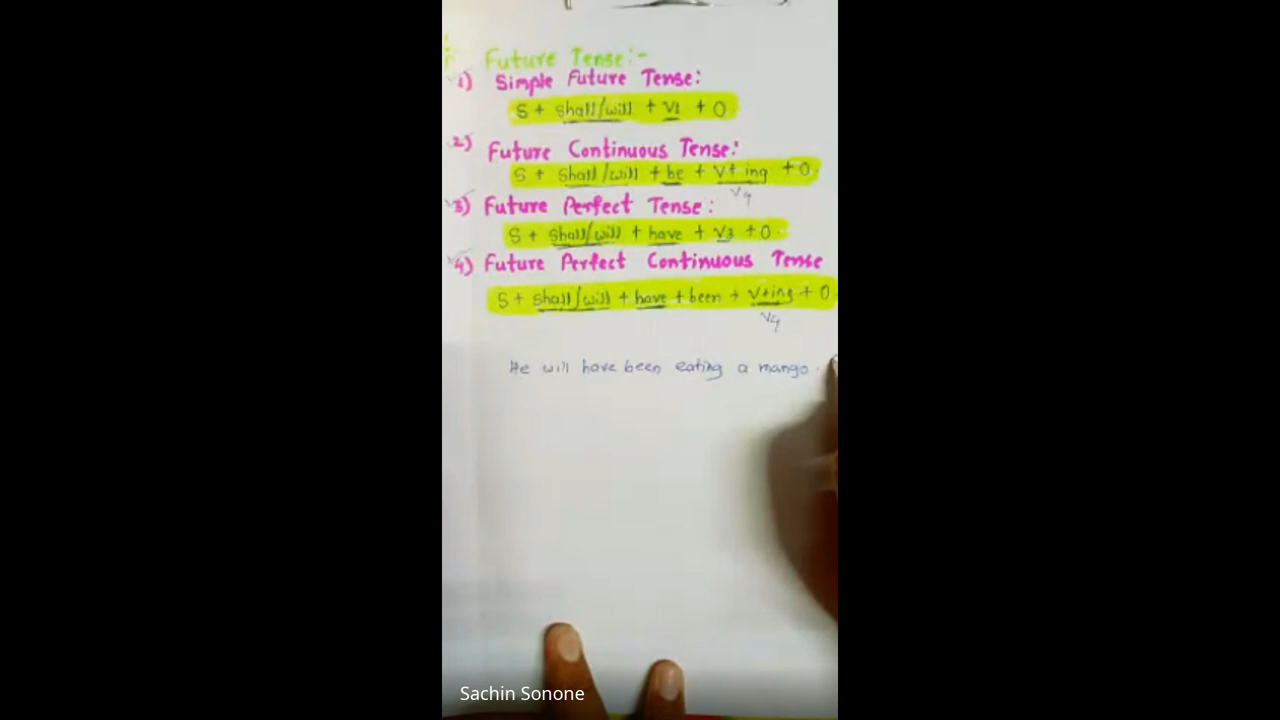 Future Tense:-
1) Simple Future Tense:
S + shall/will + V1 + O
2) Future Continuous Tense:
S + shall/will + be + V+ing + O.
V4
3) Future Perfect Tense:
S + shall/will + have + V3 + O
4) Future Perfect Continuous Tense
S + shall/will + have + been + V+ing + O
V4
He will have been eating a mango.
Sachin Sonone